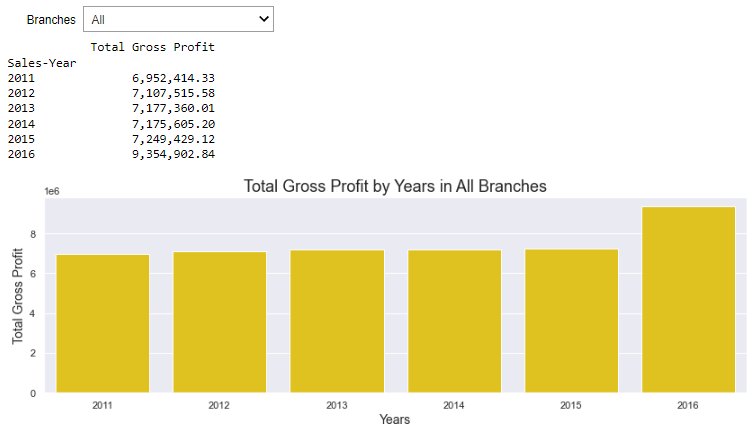 Branches All
Total Gross Profit
Sales-Year
2011 6,952,414.33
2012 7,107,515.58
2013 7,177,360.01
2014 7,175,605.20
2015 7,249,429.12
2016 9,354,902.84
Total Gross Profit by Years in All Branches
1e6
8
6
4
2
0
Total Gross Profit
2011 2012 2013 2014 2015 2016
Years